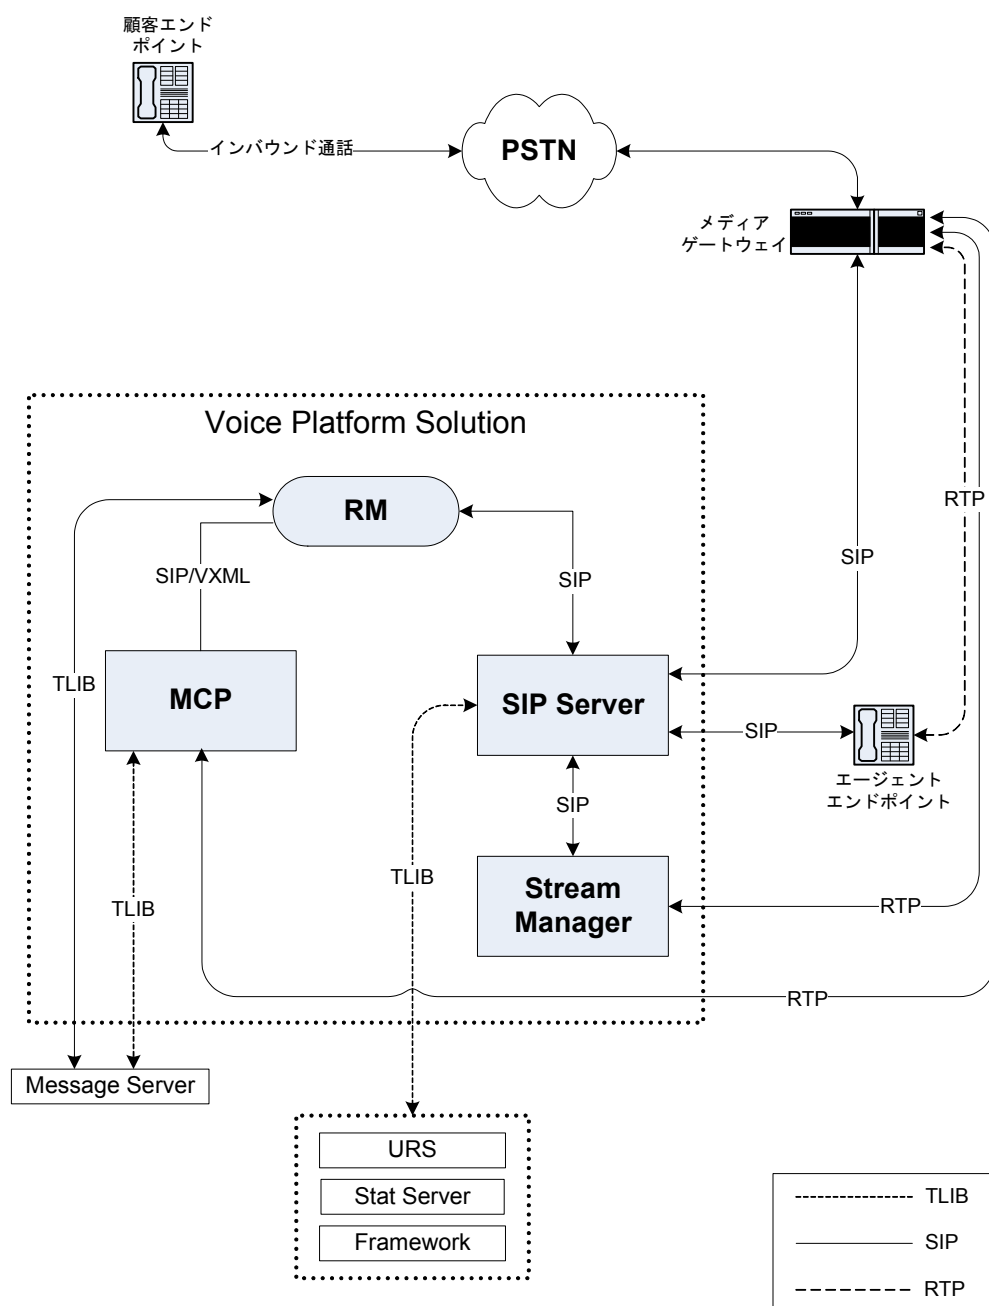 顧客エンド
ポイント
インバウンド通話
PSTN
メディア
ゲートウェイ
Voice Platform Solution
RM
RTP
SIP
SIP/VXML
SIP
TLIB
MCP
SIP Server
SIP
エージェント
エンドポイント
SIP
TLIB
Stream
Manager
TLIB
RTP
RTP
Message Server
URS
Stat Server
Framework
TLIB
SIP
RTP